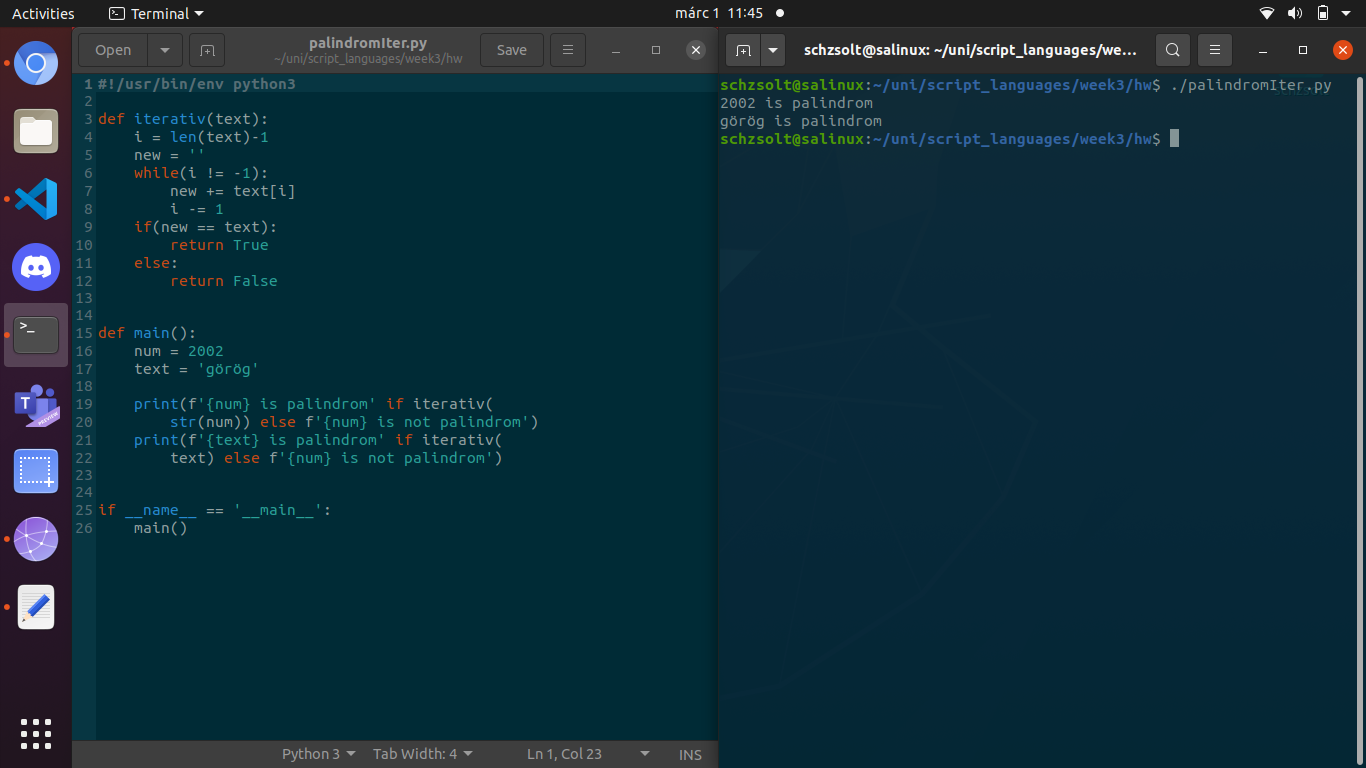 Activities
Terminal
márc 1 11:45
Open
palindromIter.py
~/uni/script_languages/week3/hw
Save
1 #!/usr/bin/env python3
2
3 def iterativ(text):
4     i = len(text)-1
5     new = ''
6     while(i != -1):
7         new += text[i]
8         i -= 1
9     if(new == text):
10         return True
11     else:
12         return False
13
14
15 def main():
16     num = 2002
17     text = 'görög'
18
19     print(f'{num} is palindrom' if iterativ(
20         str(num)) else f'{num} is not palindrom')
21     print(f'{text} is palindrom' if iterativ(
22         text) else f'{num} is not palindrom')
23
24
25 if __name__ == '__main__':
26     main()
Python 3
Tab Width: 4
Ln 1, Col 23
INS
schzsolt@salinux: ~/uni/script_languages/we...
schzsolt@salinux:~/uni/script_languages/week3/hw$ ./palindromIter.py
2002 is palindrom
görög is palindrom
schzsolt@salinux:~/uni/script_languages/week3/hw$
>_
T
PREVIEW